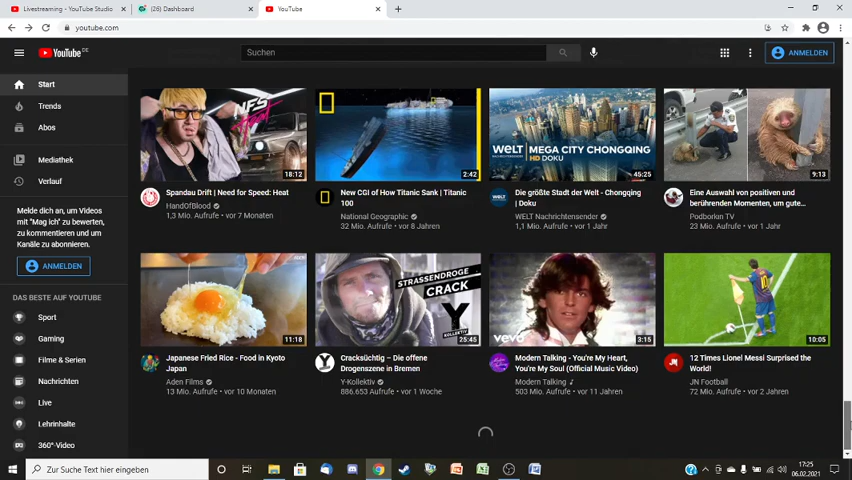 Livestreaming - YouTube Studio
(26) Dashboard
YouTube
youtube.com
YouTube DE
Suchen
ANMELDEN
Start
Trends
Abos
Mediathek
Verlauf
Melde dich an, um Videos
mit "Mag ich" zu bewerten,
zu kommentieren und um
Kanäle zu abonnieren.
ANMELDEN
DAS BESTE AUF YOUTUBE
Sport
Gaming
Filme & Serien
Nachrichten
Live
Lehrinhalte
360°-Video
NFS
Heat
18:12
Spandau Drift | Need for Speed: Heat
HandOfBlood
1,3 Mio. Aufrufe • vor 7 Monaten
2:42
New CGI of How Titanic Sank | Titanic
100
National Geographic
32 Mio. Aufrufe • vor 8 Jahren
WELT MEGA CITY CHONGQING
HD DOKU
45:25
Die größte Stadt der Welt - Chongqing
| Doku
WELT Nachrichtensender
1,1 Mio. Aufrufe • vor 1 Jahr
9:13
Eine Auswahl von positiven und
berührenden Momenten, um gute...
Podborkin TV
23 Mio. Aufrufe • vor 1 Jahr
11:18
Japanese Fried Rice - Food in Kyoto
Japan
Aden Films
13 Mio. Aufrufe • vor 10 Monaten
STRASSENDROGE
CRACK
Y
KOLLEKTIV
25:45
Cracksüchtig – Die offene
Drogenszene in Bremen
Y-Kollektiv
886.653 Aufrufe • vor 1 Woche
vevo
3:15
Modern Talking - You're My Heart,
You're My Soul (Official Music Video)
Modern Talking
503 Mio. Aufrufe • vor 11 Jahren
10
10:05
12 Times Lionel Messi Surprised the
World!
JN Football
72 Mio. Aufrufe • vor 2 Jahren
Zur Suche Text hier eingeben
17:25
06.02.2021